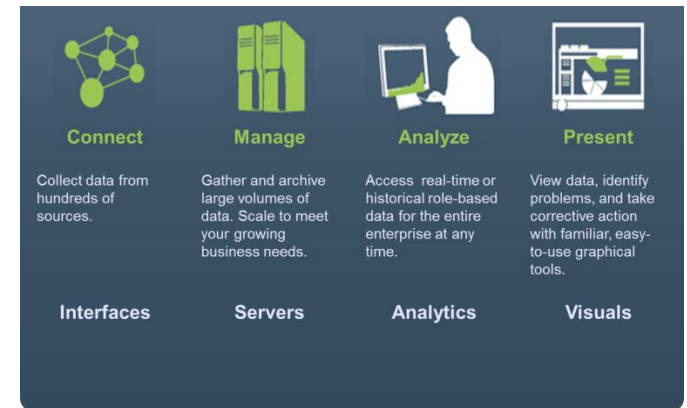 Connect
Collect data from
hundreds of
sources.
Interfaces
Manage
Gather and archive
large volumes of
data. Scale to meet
your growing
business needs.
Servers
Analyze
Access real-time or
historical role-based
data for the entire
enterprise at any
time.
Analytics
Present
View data, identify
problems, and take
corrective action
with familiar, easy-
to-use graphical
tools.
Visuals